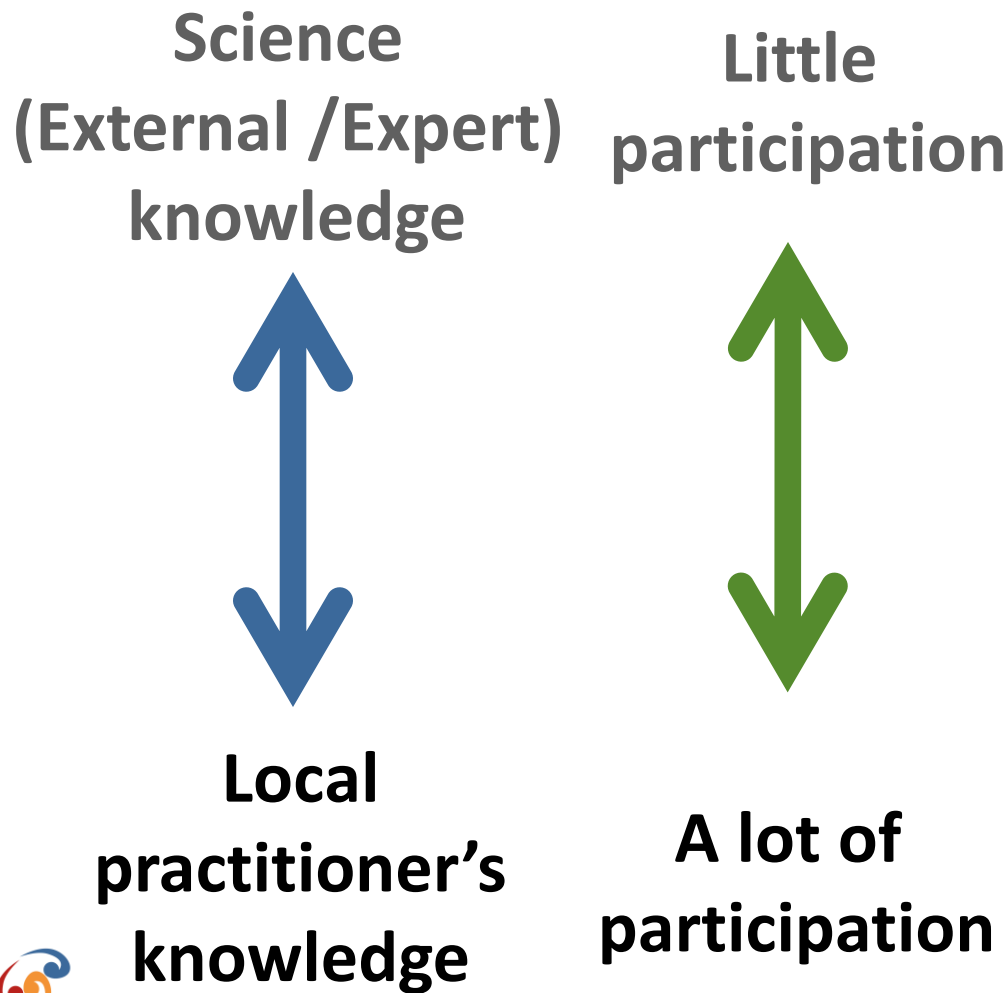 Science
(External /Expert)
knowledge
Little
participation
Local
practitioner’s
knowledge
A lot of
participation